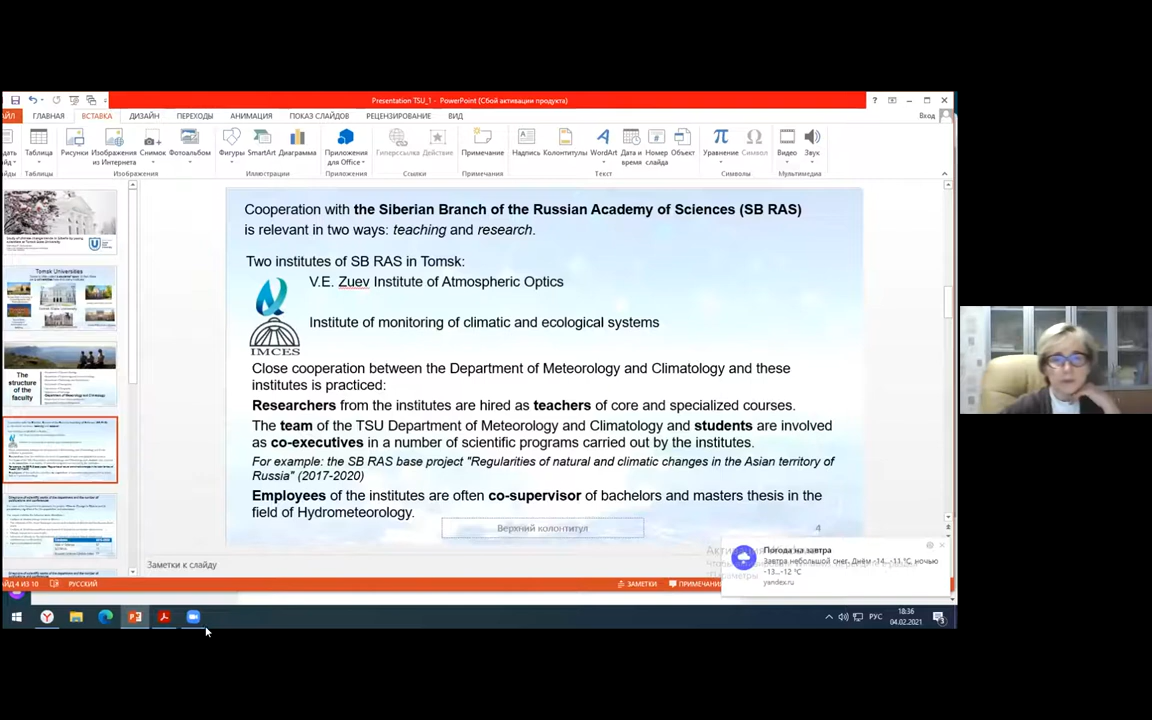 Presentation TSU_1 - PowerPoint (Сбой активации продукта)
ГЛАВНАЯ ВСТАВКА ДИЗАЙН ПЕРЕХОДЫ АНИМАЦИЯ ПОКАЗ СЛАЙДОВ РЕЦЕНЗИРОВАНИЕ ВИД Вход
Таблица Рисунки Изображения из Интернета Снимок Фотоальбом Фигуры SmartArt Диаграмма Приложения для Office Гиперссылка Действие Примечание Надпись Колонтитулы WordArt Дата и время Номер слайда Объект Уравнение Символ Видео Звук
Таблицы Изображения Иллюстрации Приложения Ссылки Примечания Текст Символы Мультимедиа
Tomsk Universities
The structure of the faculty
Cooperation with the Siberian Branch of the Russian Academy of Sciences (SB RAS)
is relevant in two ways: teaching and research.
Two institutes of SB RAS in Tomsk:
V.E. Zuev Institute of Atmospheric Optics
Institute of monitoring of climatic and ecological systems
IMCES
Close cooperation between the Department of Meteorology and Climatology and these
institutes is practiced:
Researchers from the institutes are hired as teachers of core and specialized courses.
The team of the TSU Department of Meteorology and Climatology and students are involved
as co-executives in a number of scientific programs carried out by the institutes.
For example: the SB RAS base project "Regularities of natural and climatic changes in the Asian territory of
Russia" (2017-2020)
Employees of the institutes are often co-supervisor of bachelors and masters thesis in the
field of Hydrometeorology.
Верхний колонтитул 4
Погода на завтра
Завтра небольшой снег. Днём -14...-11 °C, ночью
-13...-12 °C
yandex.ru
Заметки к слайду
4 ИЗ 10 РУССКИЙ ЗАМЕТКИ
РУС 18:36
04.02.2021
3